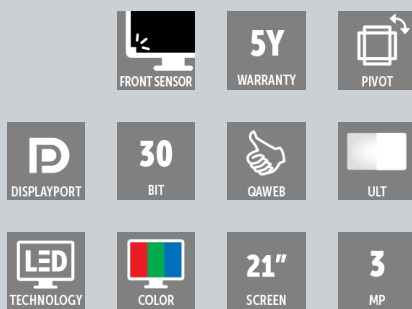 FRONT SENSOR
5Y
WARRANTY
PIVOT
DISPLAYPORT
30
BIT
QAWEB
ULT
LED
TECHNOLOGY
COLOR
21"
SCREEN
3
MP